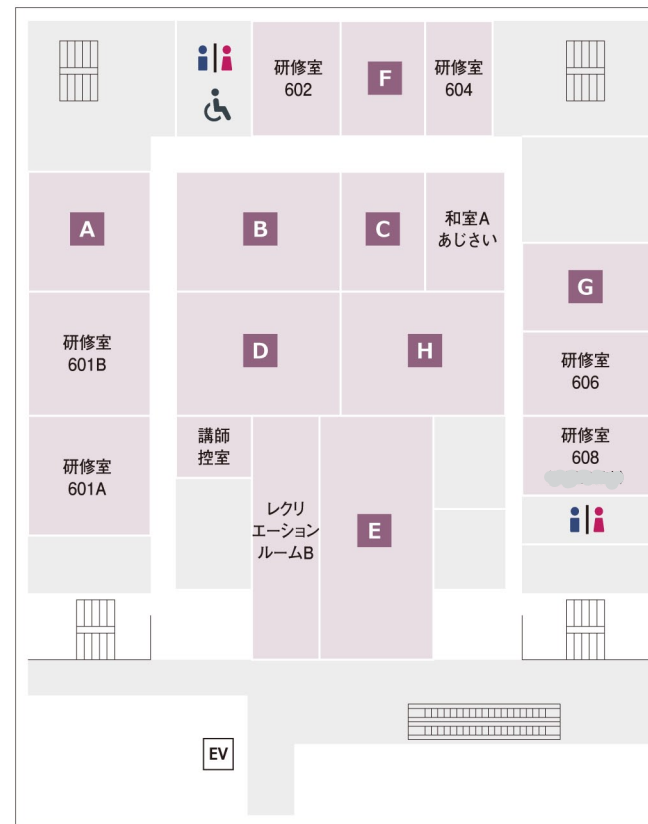 研修室
602
F
研修室
604
A
B
C
和室A
あじさい
G
研修室
601B
D
H
研修室
606
講師
控室
研修室
608
研修室
601A
レクリ
エーション
ルームB
E
EV